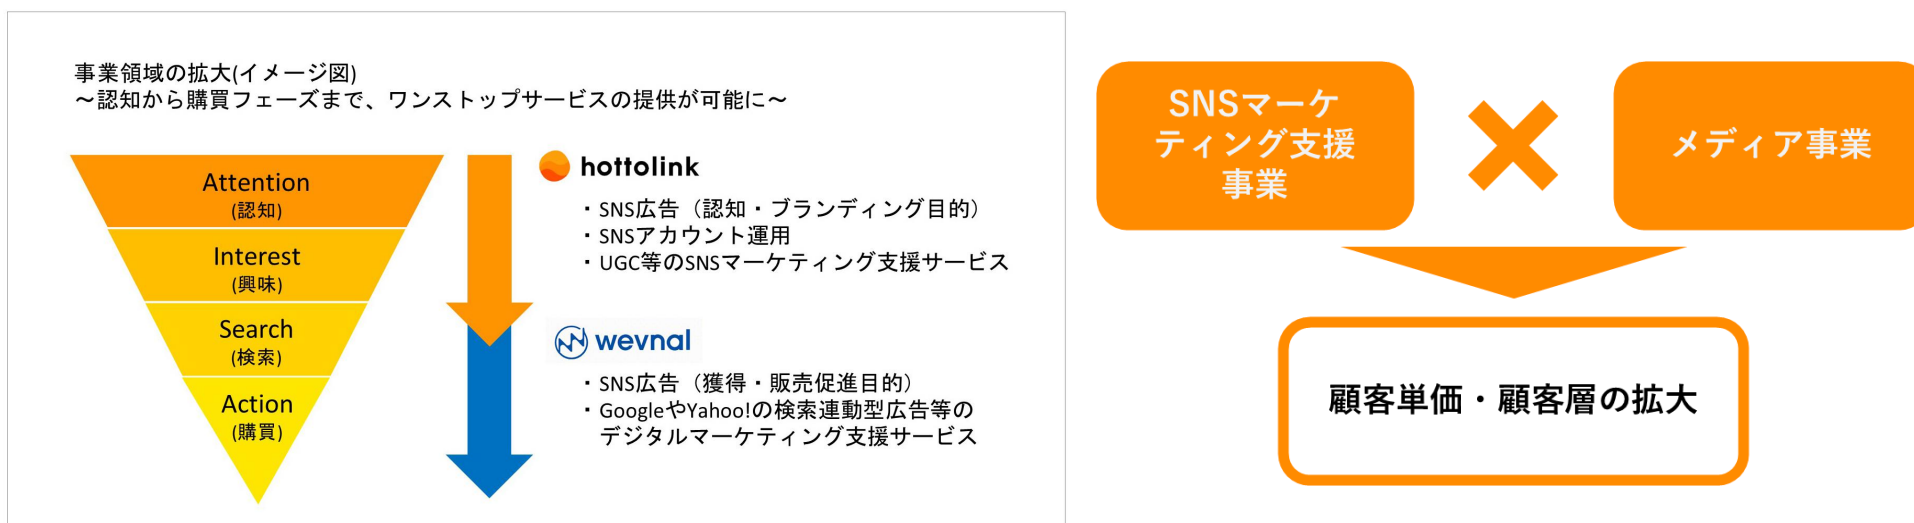 事業領域の拡大(イメージ図)
～認知から購買フェーズまで、ワンストップサービスの提供が可能に～
Attention
(認知)
Interest
(興味)
Search
(検索)
Action
(購買)
hottolink
・SNS広告（認知・ブランディング目的）
・SNSアカウント運用
・UGC等のSNSマーケティング支援サービス
wevnal
・SNS広告（獲得・販売促進目的）
・GoogleやYahoo!の検索連動型広告等の
デジタルマーケティング支援サービス
SNSマーケ
ティング支援
事業
メディア事業
顧客単価・顧客層の拡大